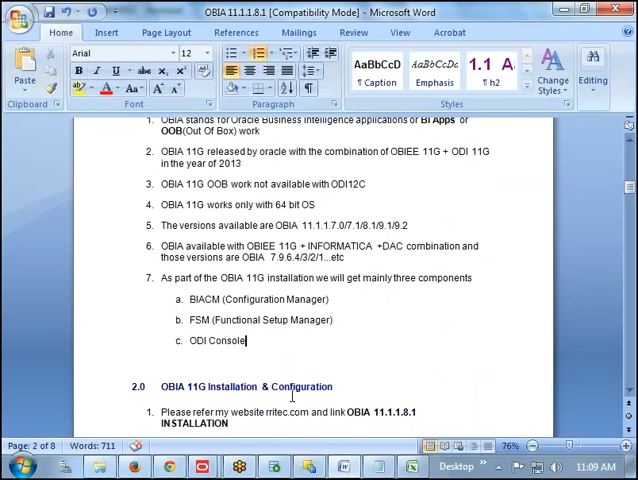 OBIA 11.1.1.8.1 [Compatibility Mode] - Microsoft Word
Home Insert Page Layout References Mailings Review View Acrobat
Arial 12
Paste
AaBbCcD AaBbCcD 1.1 A
¶ Caption Emphasis ¶ h2
Change Styles
Editing
Clipboard Font Paragraph Styles
1. OBIA stands for Oracle Business Intelligence applications or BI Apps or
OOB(Out Of Box) work
2. OBIA 11G released by oracle with the combination of OBIEE 11G + ODI 11G
in the year of 2013
3. OBIA 11G OOB work not available with ODI12C
4. OBIA 11G works only with 64 bit OS
5. The versions available are OBIA 11.1.1.7.0/7.1/8.1/9.1/9.2
6. OBIA available with OBIEE 11G + INFORMATICA +DAC combination and
those versions are OBIA 7.9.6.4/3/2/1...etc
7. As part of the OBIA 11G installation we will get mainly three components
a. BIACM (Configuration Manager)
b. FSM (Functional Setup Manager)
c. ODI Console
2.0 OBIA 11G Installation & Configuration
1. Please refer my website rritec.com and link OBIA 11.1.1.8.1
INSTALLATION
Page: 2 of 8 Words: 711 76%
Desktop 11:09 AM